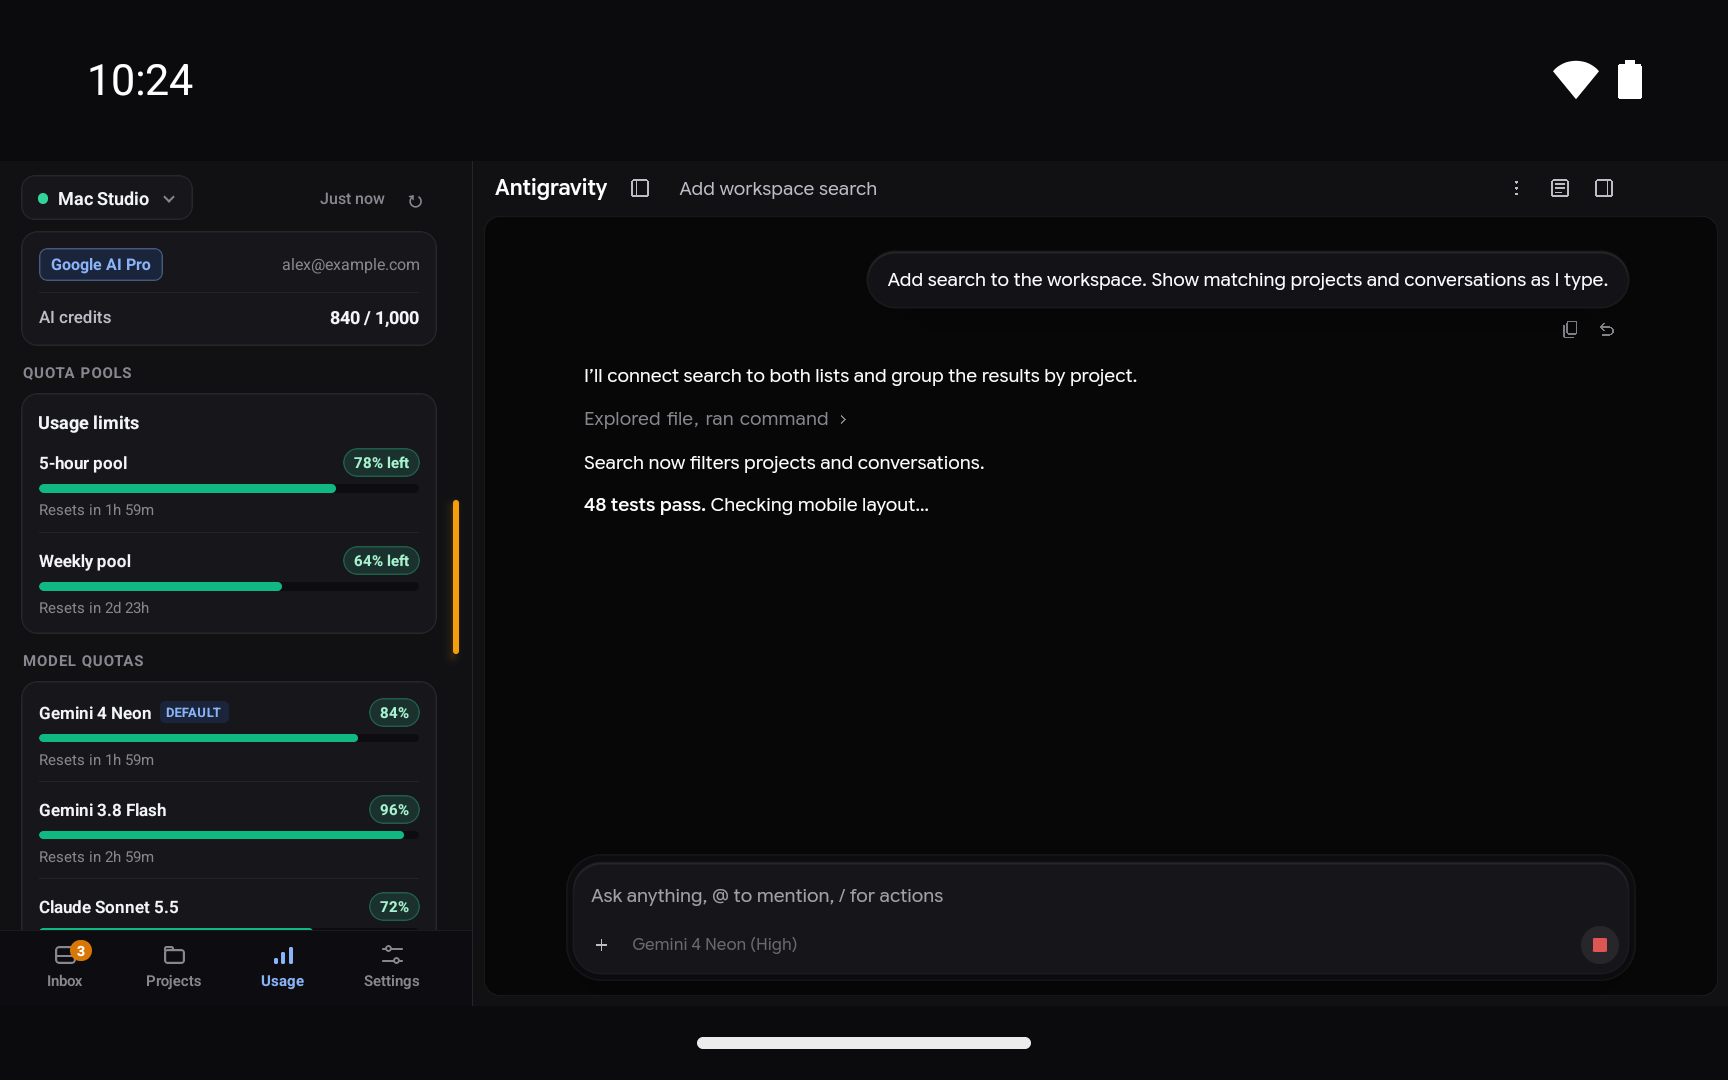 10:24
Mac Studio
Just now
Google AI Pro
alex@example.com
AI credits
840 / 1,000
QUOTA POOLS
Usage limits
5-hour pool
78% left
Resets in 1h 59m
Weekly pool
64% left
Resets in 2d 23h
MODEL QUOTAS
Gemini 4 Neon
DEFAULT
84%
Resets in 1h 59m
Gemini 3.8 Flash
96%
Resets in 2h 59m
Claude Sonnet 5.5
72%
3
Inbox
Projects
Usage
Settings
Antigravity
Add workspace search
Add search to the workspace. Show matching projects and conversations as I type.
I’ll connect search to both lists and group the results by project.
Explored file, ran command
Search now filters projects and conversations.
48 tests pass. Checking mobile layout...
Ask anything, @ to mention, / for actions
Gemini 4 Neon (High)